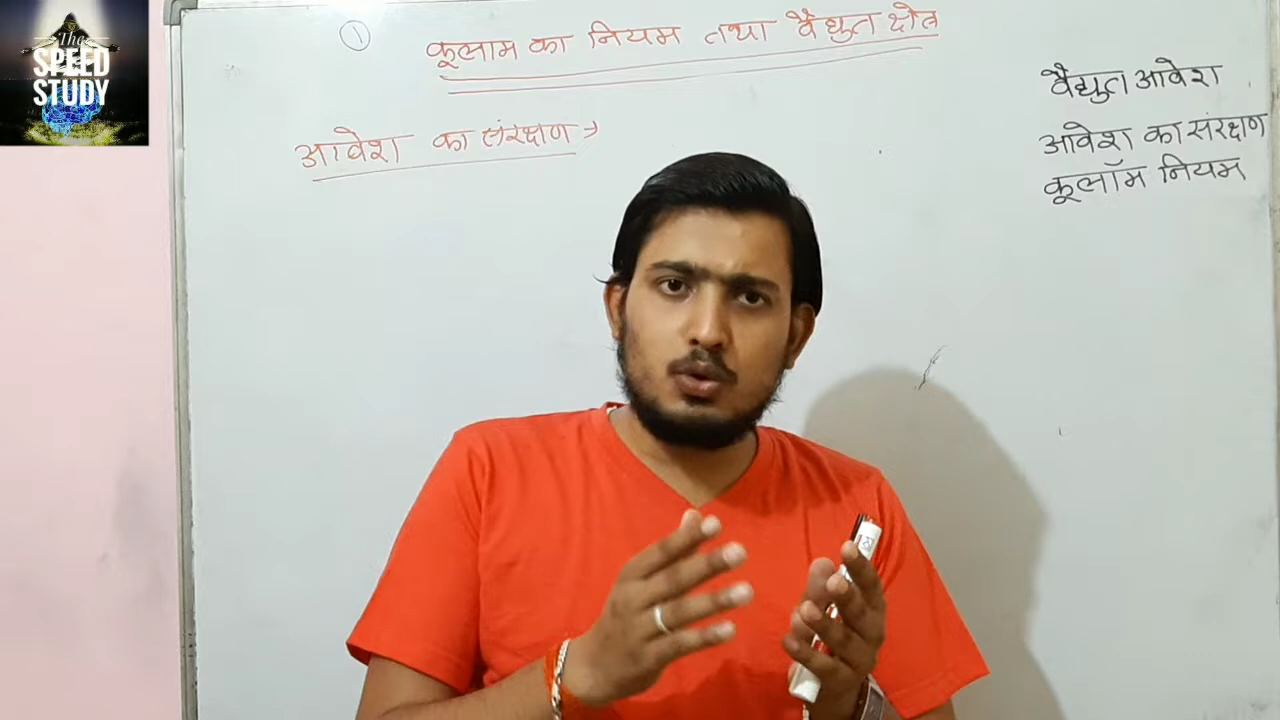 The
SPEED
STUDY
① कूलाम का नियम तथा वैद्युत क्षेत्र
आवेश का संरक्षण →
वैद्युत आवेश
आवेश का संरक्षण
कूलॉम नियम